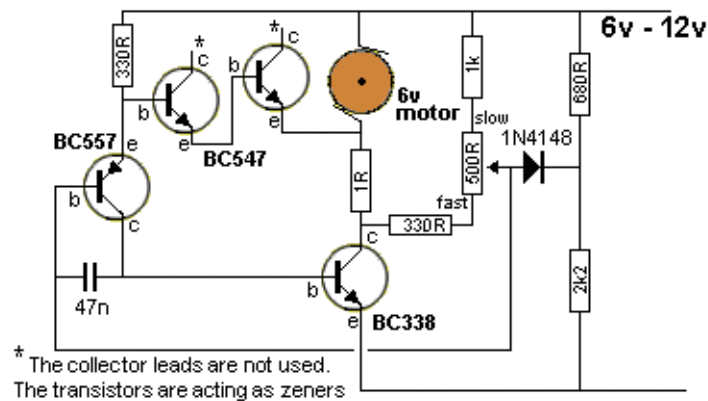 6v - 12v
*
c
*
c
330R
b
b
e
e
e
BC547
BC557
b
c
6v
motor
1k
680R
slow
1N4148
500R
1R
fast
330R
c
47n
b
e
BC338
2k2
* The collector leads are not used.
The transistors are acting as zeners